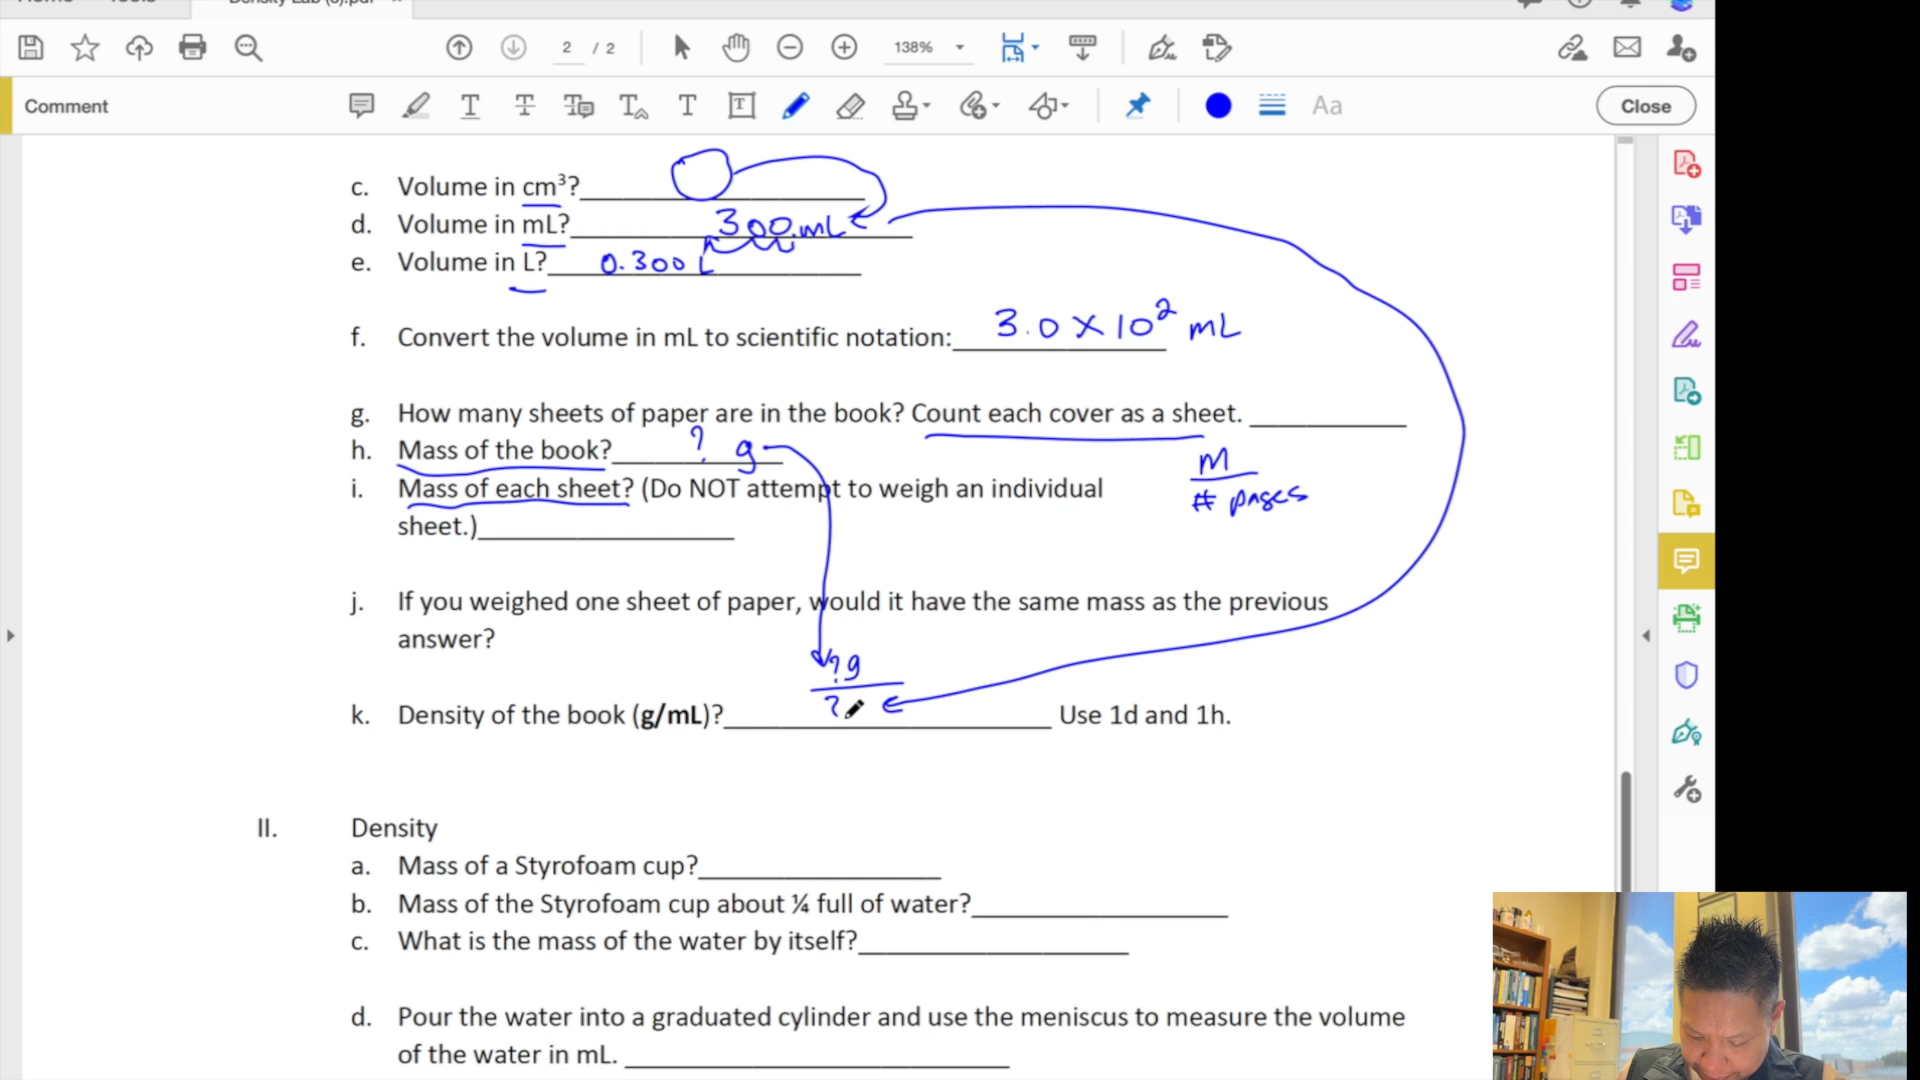 2 / 2
138%
Comment
Aa
Close
c. Volume in cm³?
d. Volume in mL? 300. mL
e. Volume in L? 0.300 L
f. Convert the volume in mL to scientific notation: 3.0 X 10² mL
g. How many sheets of paper are in the book? Count each cover as a sheet.
h. Mass of the book? ? g
M
i. Mass of each sheet? (Do NOT attempt to weigh an individual
# pages
sheet.)
j. If you weighed one sheet of paper, would it have the same mass as the previous
answer?
? g
?
k. Density of the book (g/mL)? Use 1d and 1h.
II. Density
a. Mass of a Styrofoam cup?
b. Mass of the Styrofoam cup about ¼ full of water?
c. What is the mass of the water by itself?
d. Pour the water into a graduated cylinder and use the meniscus to measure the volume
of the water in mL.